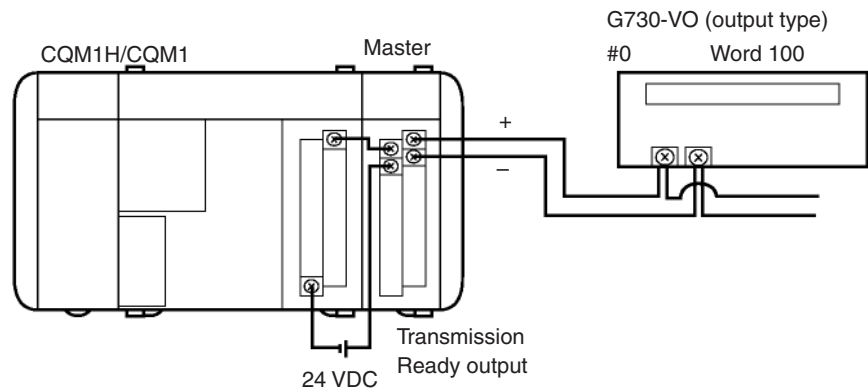 G730-VO (output type)
CQM1H/CQM1
Master
#0
Word 100
+
–
Transmission
Ready output
24 VDC